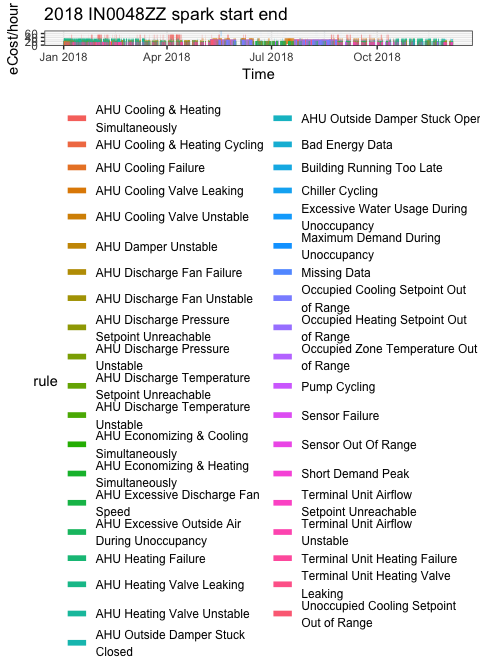 2018 IN0048ZZ spark start end
eCost/hour
60
Jan 2018
Apr 2018
Jul 2018
Oct 2018
Time
rule
AHU Cooling & Heating
Simultaneously
AHU Cooling & Heating Cycling
AHU Cooling Failure
AHU Cooling Valve Leaking
AHU Cooling Valve Unstable
AHU Damper Unstable
AHU Discharge Fan Failure
AHU Discharge Fan Unstable
AHU Discharge Pressure
Setpoint Unreachable
AHU Discharge Pressure
Unstable
AHU Discharge Temperature
Setpoint Unreachable
AHU Discharge Temperature
Unstable
AHU Economizing & Cooling
Simultaneously
AHU Economizing & Heating
Simultaneously
AHU Excessive Discharge Fan
Speed
AHU Excessive Outside Air
During Unoccupancy
AHU Heating Failure
AHU Heating Valve Leaking
AHU Heating Valve Unstable
AHU Outside Damper Stuck
Closed
AHU Outside Damper Stuck Open
Bad Energy Data
Building Running Too Late
Chiller Cycling
Excessive Water Usage During
Unoccupancy
Maximum Demand During
Unoccupancy
Missing Data
Occupied Cooling Setpoint Out
of Range
Occupied Heating Setpoint Out
of Range
Occupied Zone Temperature Out
of Range
Pump Cycling
Sensor Failure
Sensor Out Of Range
Short Demand Peak
Terminal Unit Airflow
Setpoint Unreachable
Terminal Unit Airflow
Unstable
Terminal Unit Heating Failure
Terminal Unit Heating Valve
Leaking
Unoccupied Cooling Setpoint
Out of Range